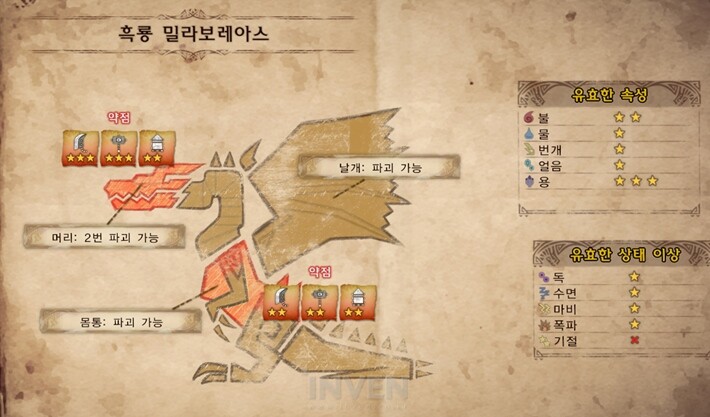 흑룡 밀라보레아스
약점
날개: 파괴 가능
머리: 2번 파괴 가능
약점
몸통: 파괴 가능
유효한 속성
불
물
번개
얼음
용
유효한 상태 이상
독
수면
마비
폭파
기절
INVEN